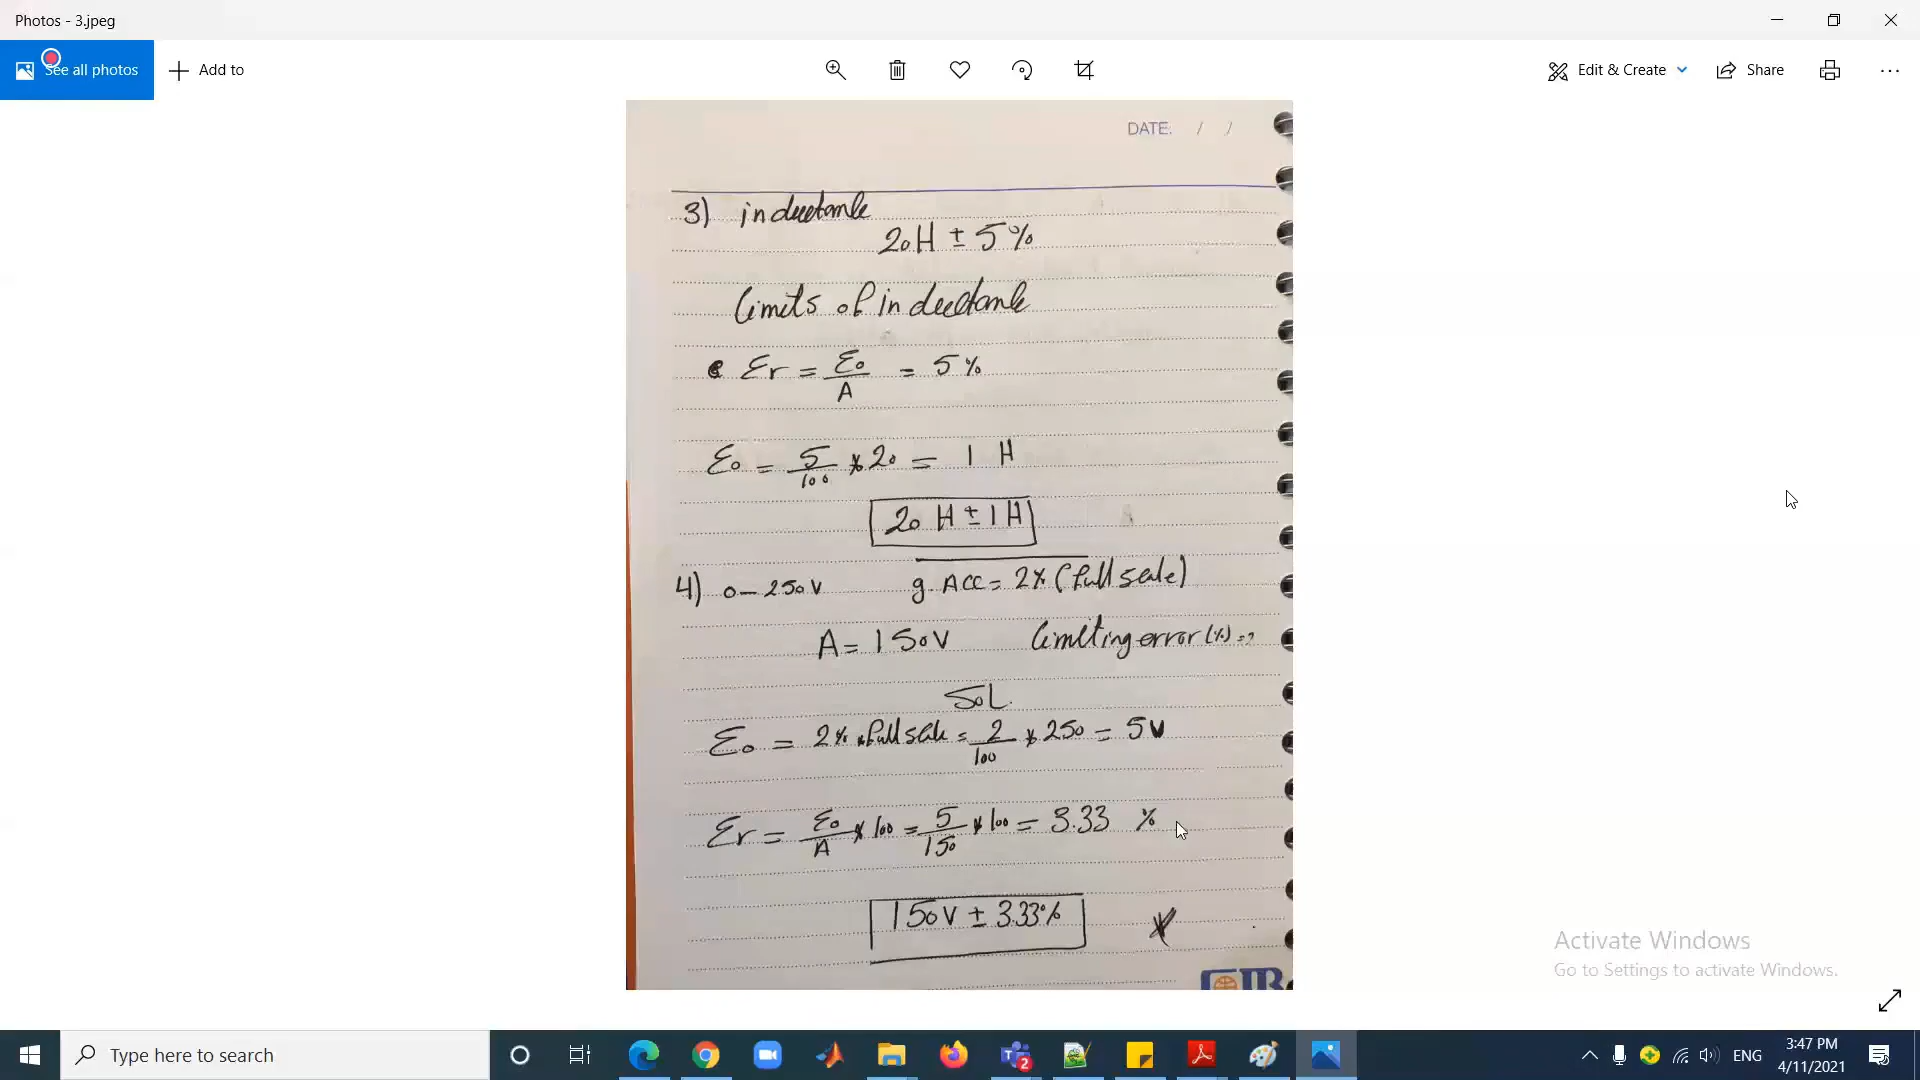 Photos - 3.jpeg
See all photos
Add to
Edit & Create
Share
DATE: / /
3) inductance
20H ± 5%
limits of inductance
Er = Eo/A = 5%
Eo = 5/100 * 20 = 1 H
20 H ± 1 H
4) 0-250V g. ACC = 2% (full scale)
A = 150V limiting error (%) = ?
SOL.
Eo = 2% * full scale = 2/100 * 250 = 5V
Er = Eo/A * 100 = 5/150 * 100 = 3.33 %
150V ± 3.33%
Activate Windows
Go to Settings to activate Windows.
Type here to search
2
ENG
3:47 PM
4/11/2021